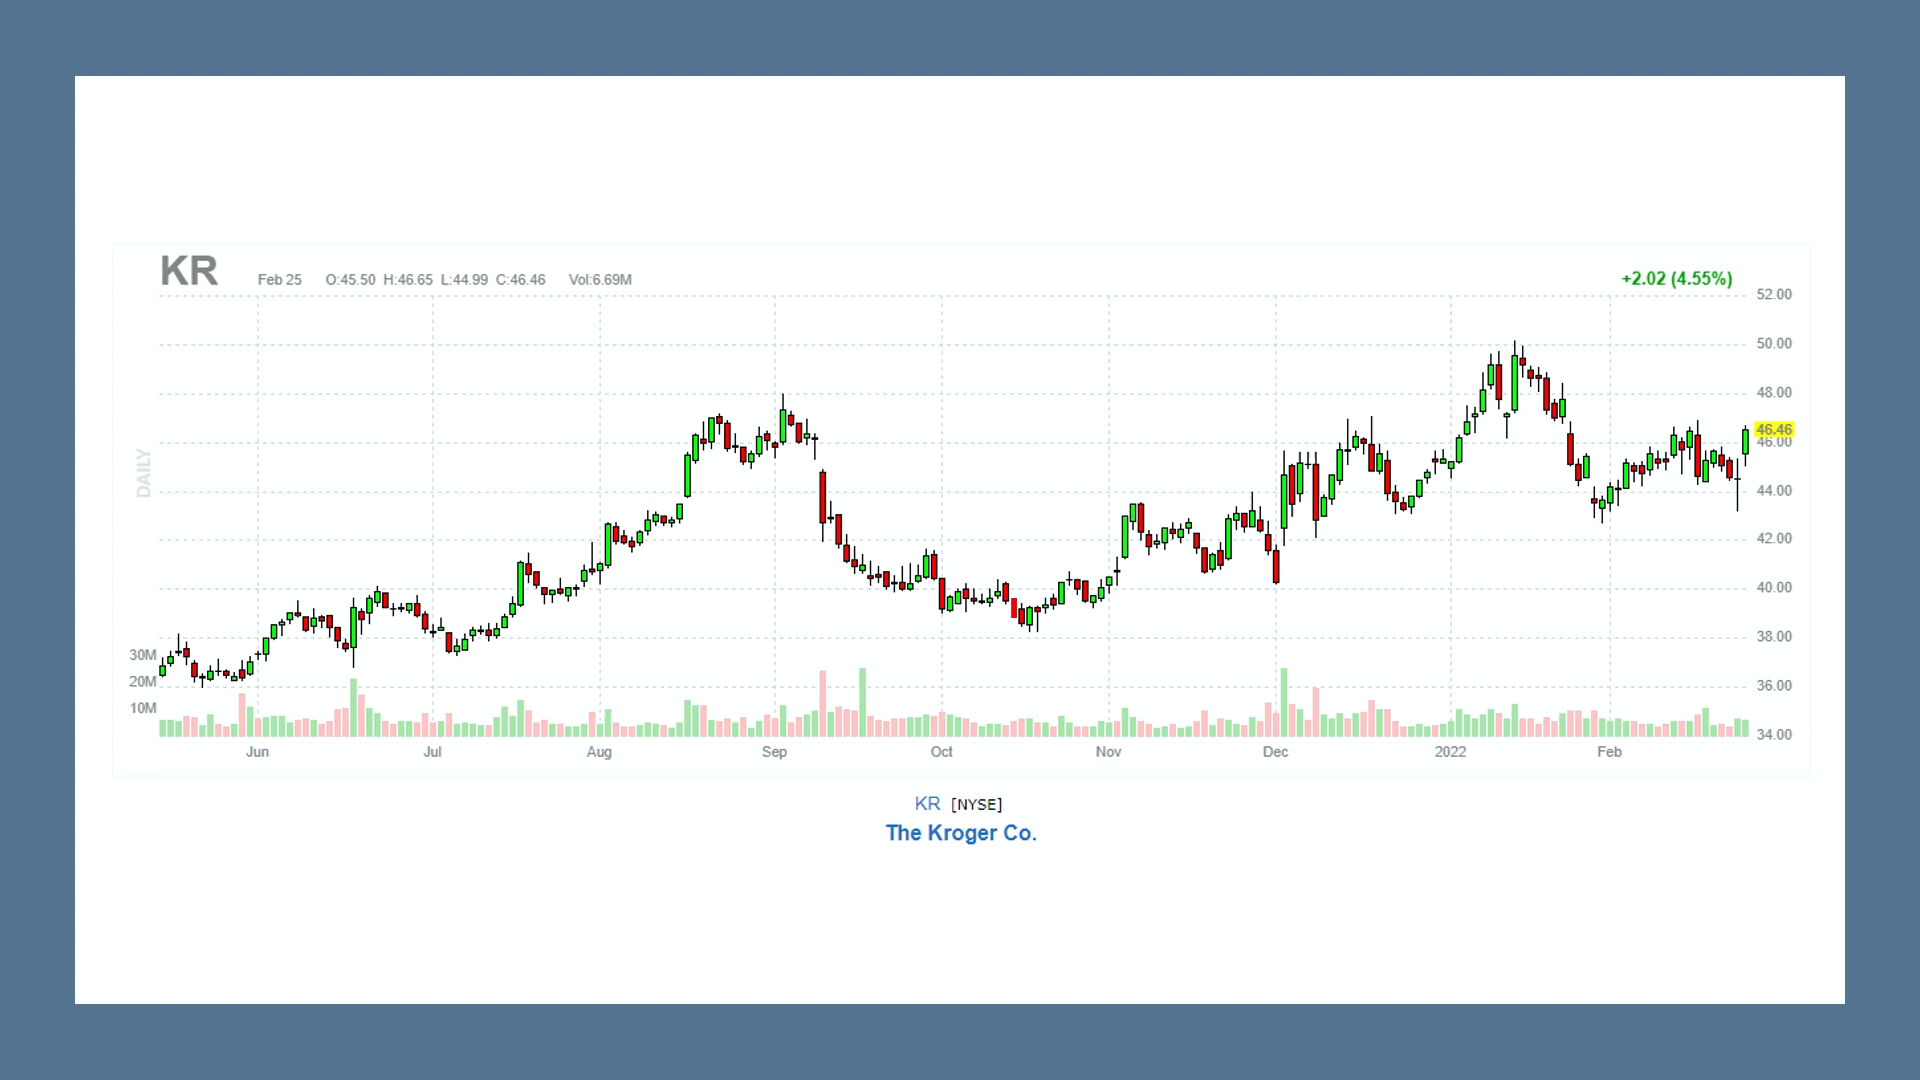 KR Feb 25 O:45.50 H:46.65 L:44.99 C:46.46 Vol:6.69M +2.02 (4.55%)
52.00
50.00
48.00
46.46
46.00
DAILY
44.00
42.00
40.00
38.00
30M
20M
36.00
10M
34.00
Jun Jul Aug Sep Oct Nov Dec 2022 Feb
KR [NYSE]
The Kroger Co.